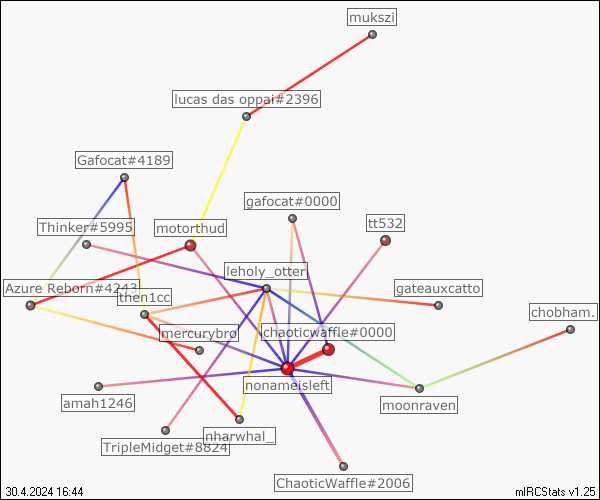 mukszi
lucas das oppai#2396
Gafocat#4189
gafocat#0000
Thinker#5995
motorthud
tt532
leholy_otter
Azure Reborn#4243
then1cc
gateauxcatto
chobham.
mercurybro
chaoticwaffle#0000
nonameisleft
amah1246
moonraven
nharwhal_
TripleMidget#8824
ChaoticWaffle#2006
30.4.2024 16:44
mIRCStats v1.25